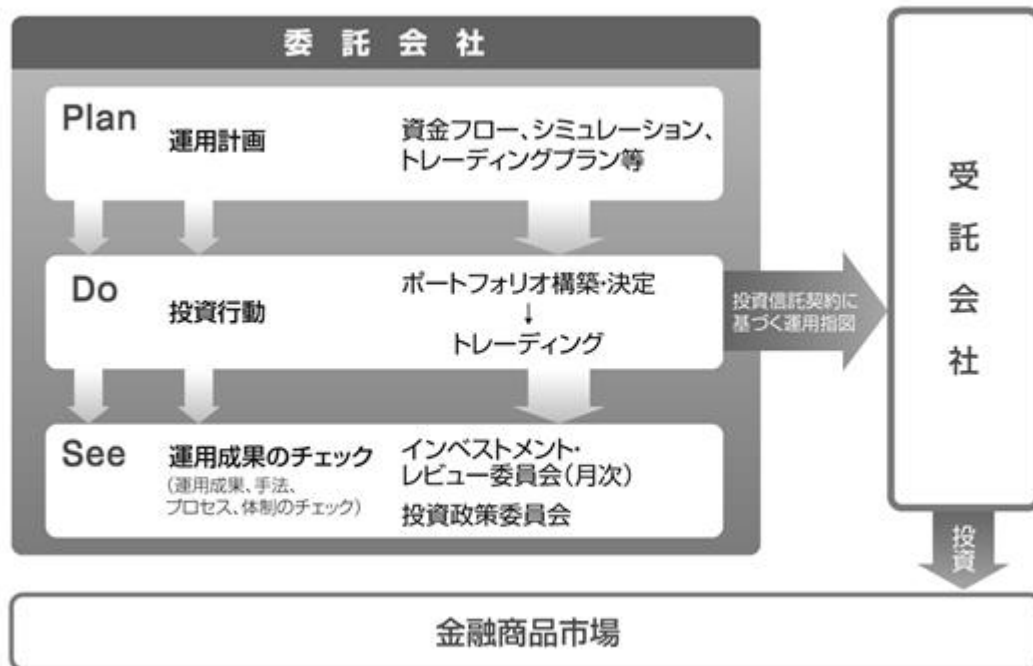 委託会社
Plan
運用計画
資金フロー、シミュレーション、
トレーディングプラン等
Do
投資行動
ポートフォリオ構築・決定
↓
トレーディング
投資信託契約に
基づく運用指図
See
運用成果のチェック
(運用成果、手法、
プロセス、体制のチェック)
インベストメント・
レビュー委員会(月次)
投資政策委員会
受託会社
投資
金融商品市場